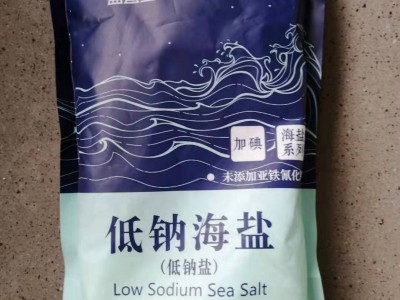 加碘
海盐
系列
未添加亚铁氰化
低钠海盐
(低钠盐)
Low Sodium Sea Salt